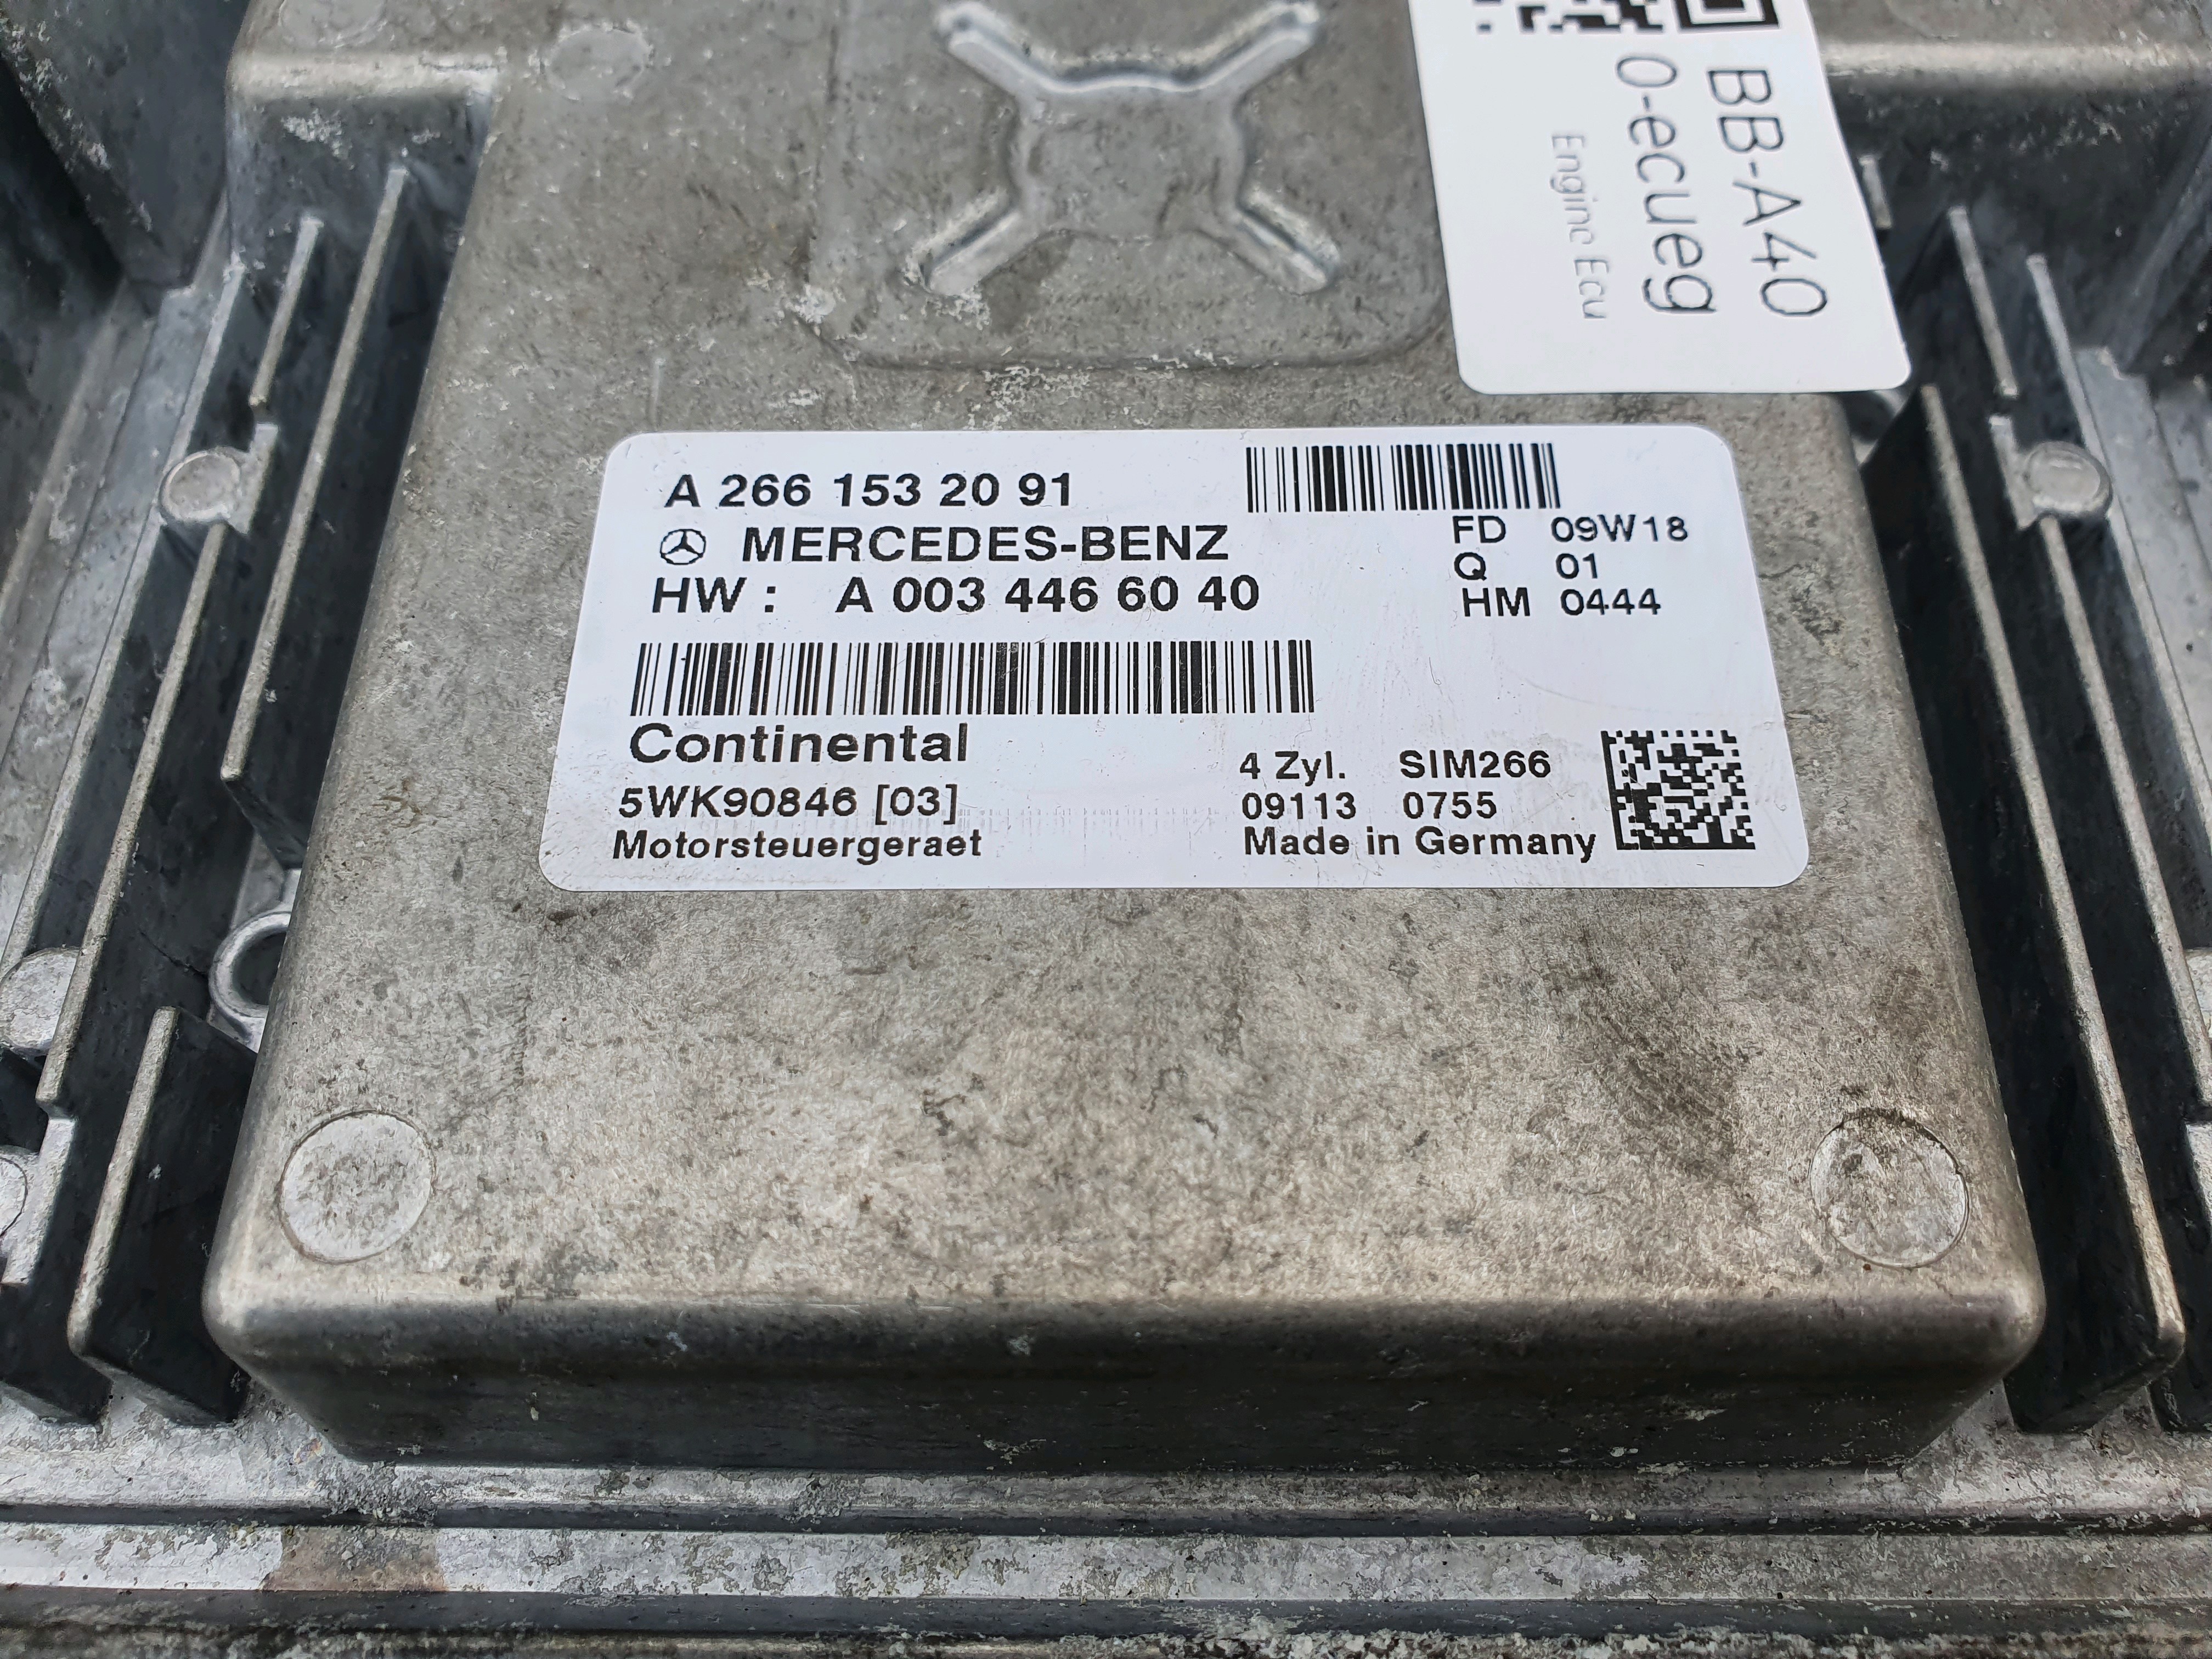 BB-A40
0-ecueg
Engine Ecu
A 266 153 20 91
MERCEDES-BENZ
HW : A 003 446 60 40
FD 09W18
Q 01
HM 0444
Continental
5WK90846 [03]
Motorsteuergeraet
4 Zyl. SIM266
09113 0755
Made in Germany